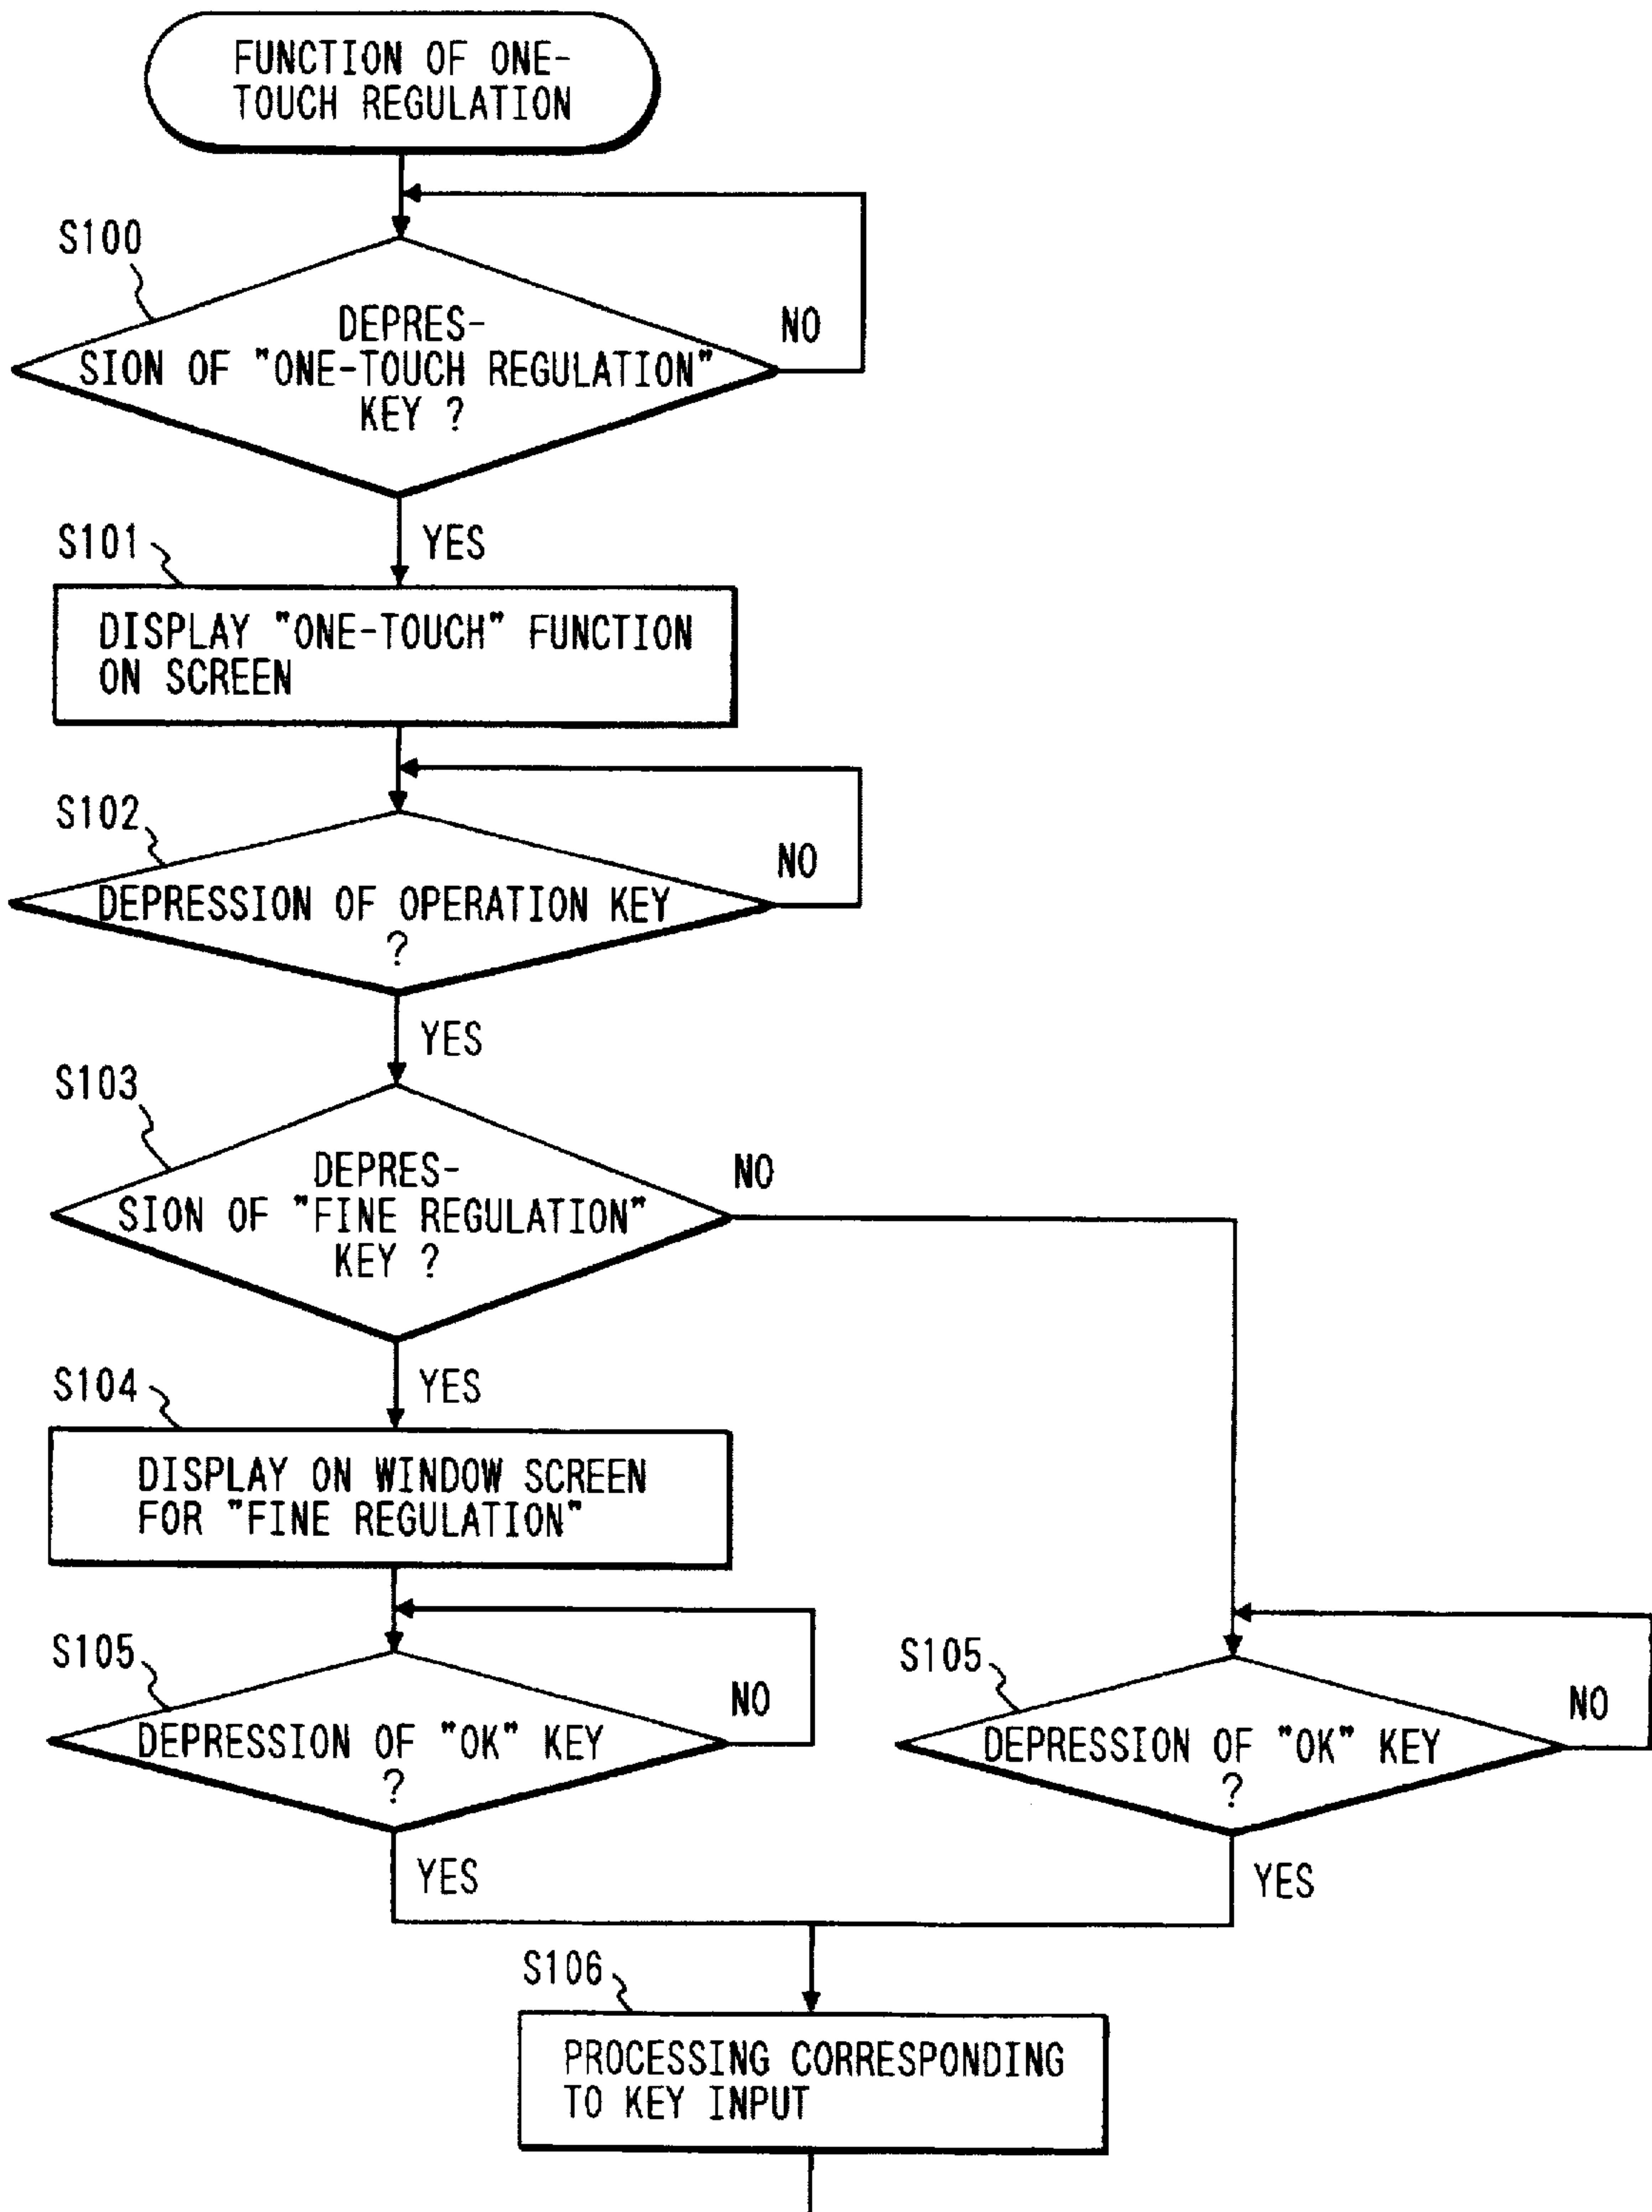 FUNCTION OF ONE-
TOUCH REGULATION
S100
DEPRES-
SION OF "ONE-TOUCH REGULATION"
KEY ?
NO
YES
S101
DISPLAY "ONE-TOUCH" FUNCTION
ON SCREEN
S102
DEPRESSION OF OPERATION KEY
?
NO
YES
S103
DEPRES-
SION OF "FINE REGULATION"
KEY ?
NO
YES
S104
DISPLAY ON WINDOW SCREEN
FOR "FINE REGULATION"
S105
DEPRESSION OF "OK" KEY
?
NO
YES
S105
DEPRESSION OF "OK" KEY
?
NO
YES
S106
PROCESSING CORRESPONDING
TO KEY INPUT